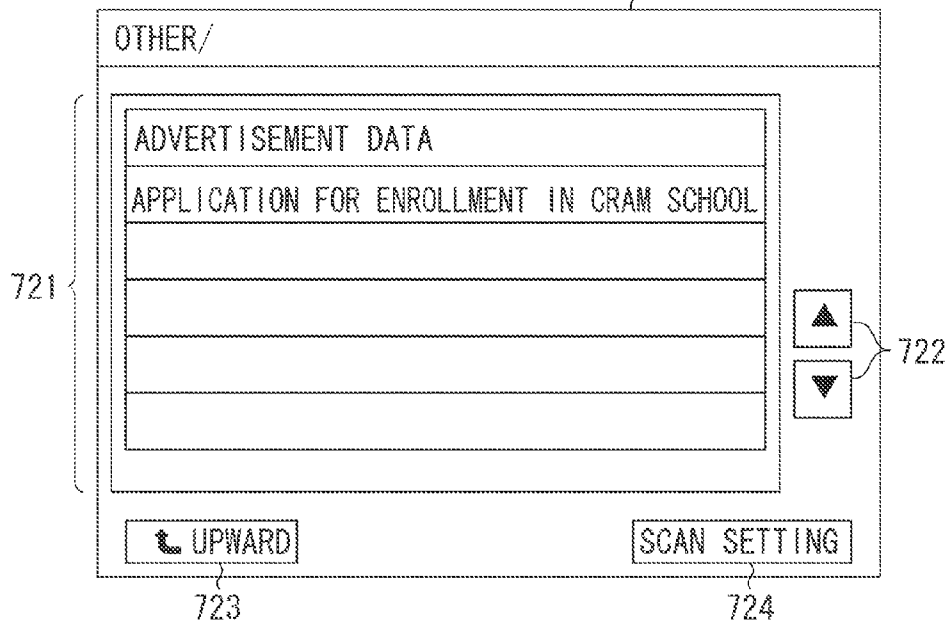 OTHER/
ADVERTISEMENT DATA
APPLICATION FOR ENROLLMENT IN CRAM SCHOOL
721
722
UPWARD
SCAN SETTING
723
724